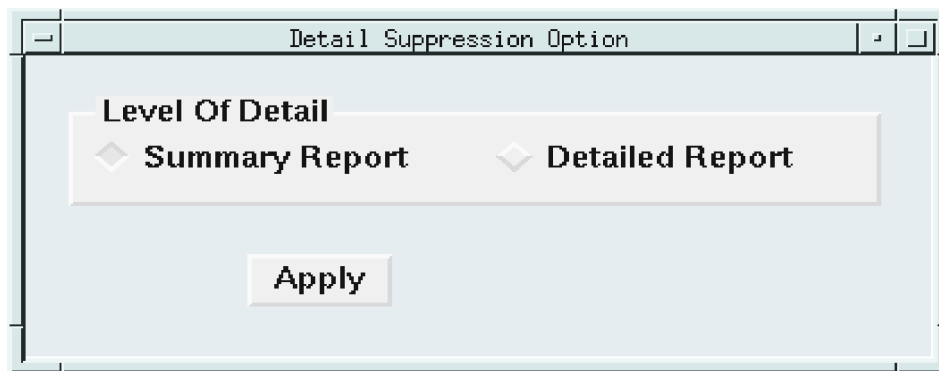 Detail Suppression Option
Level Of Detail
Summary Report Detailed Report
Apply